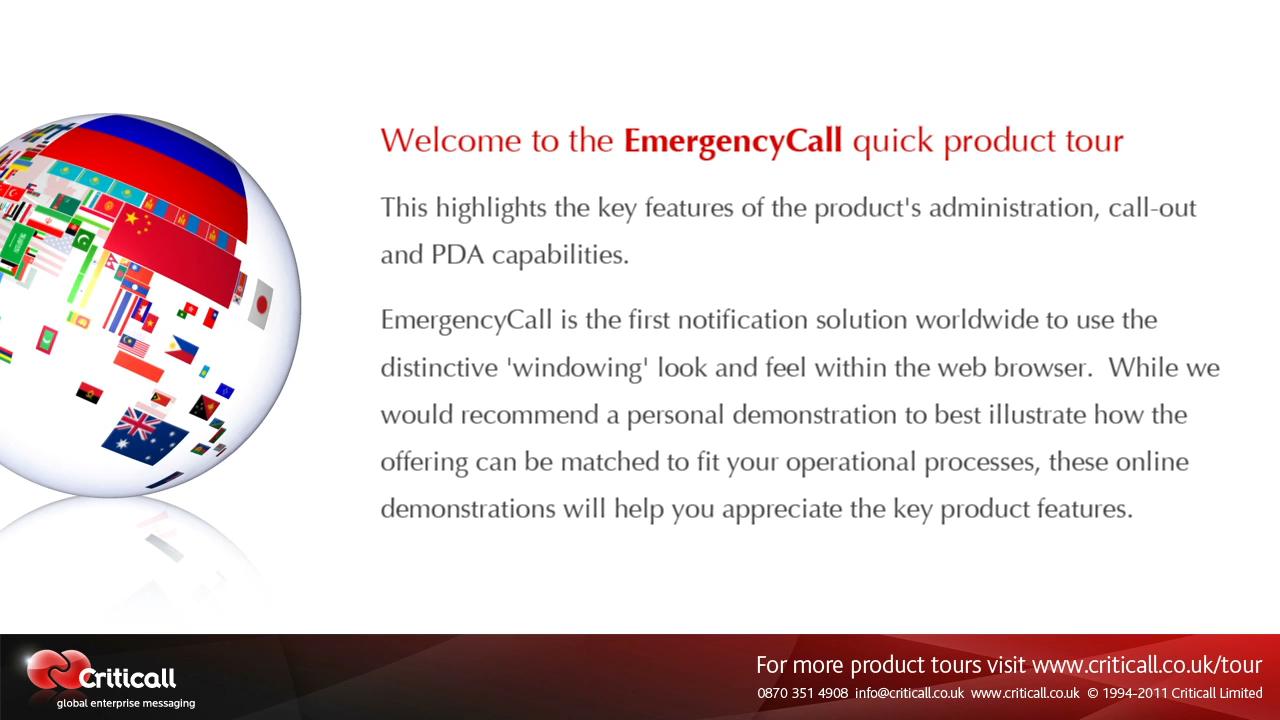 Welcome to the EmergencyCall quick product tour
This highlights the key features of the product's administration, call-out
and PDA capabilities.
EmergencyCall is the first notification solution worldwide to use the
distinctive 'windowing' look and feel within the web browser.  While we
would recommend a personal demonstration to best illustrate how the
offering can be matched to fit your operational processes, these online
demonstrations will help you appreciate the key product features.
Criticall
global enterprise messaging
For more product tours visit www.criticall.co.uk/tour
0870 351 4908  info@criticall.co.uk  www.criticall.co.uk  © 1994-2011 Criticall Limited